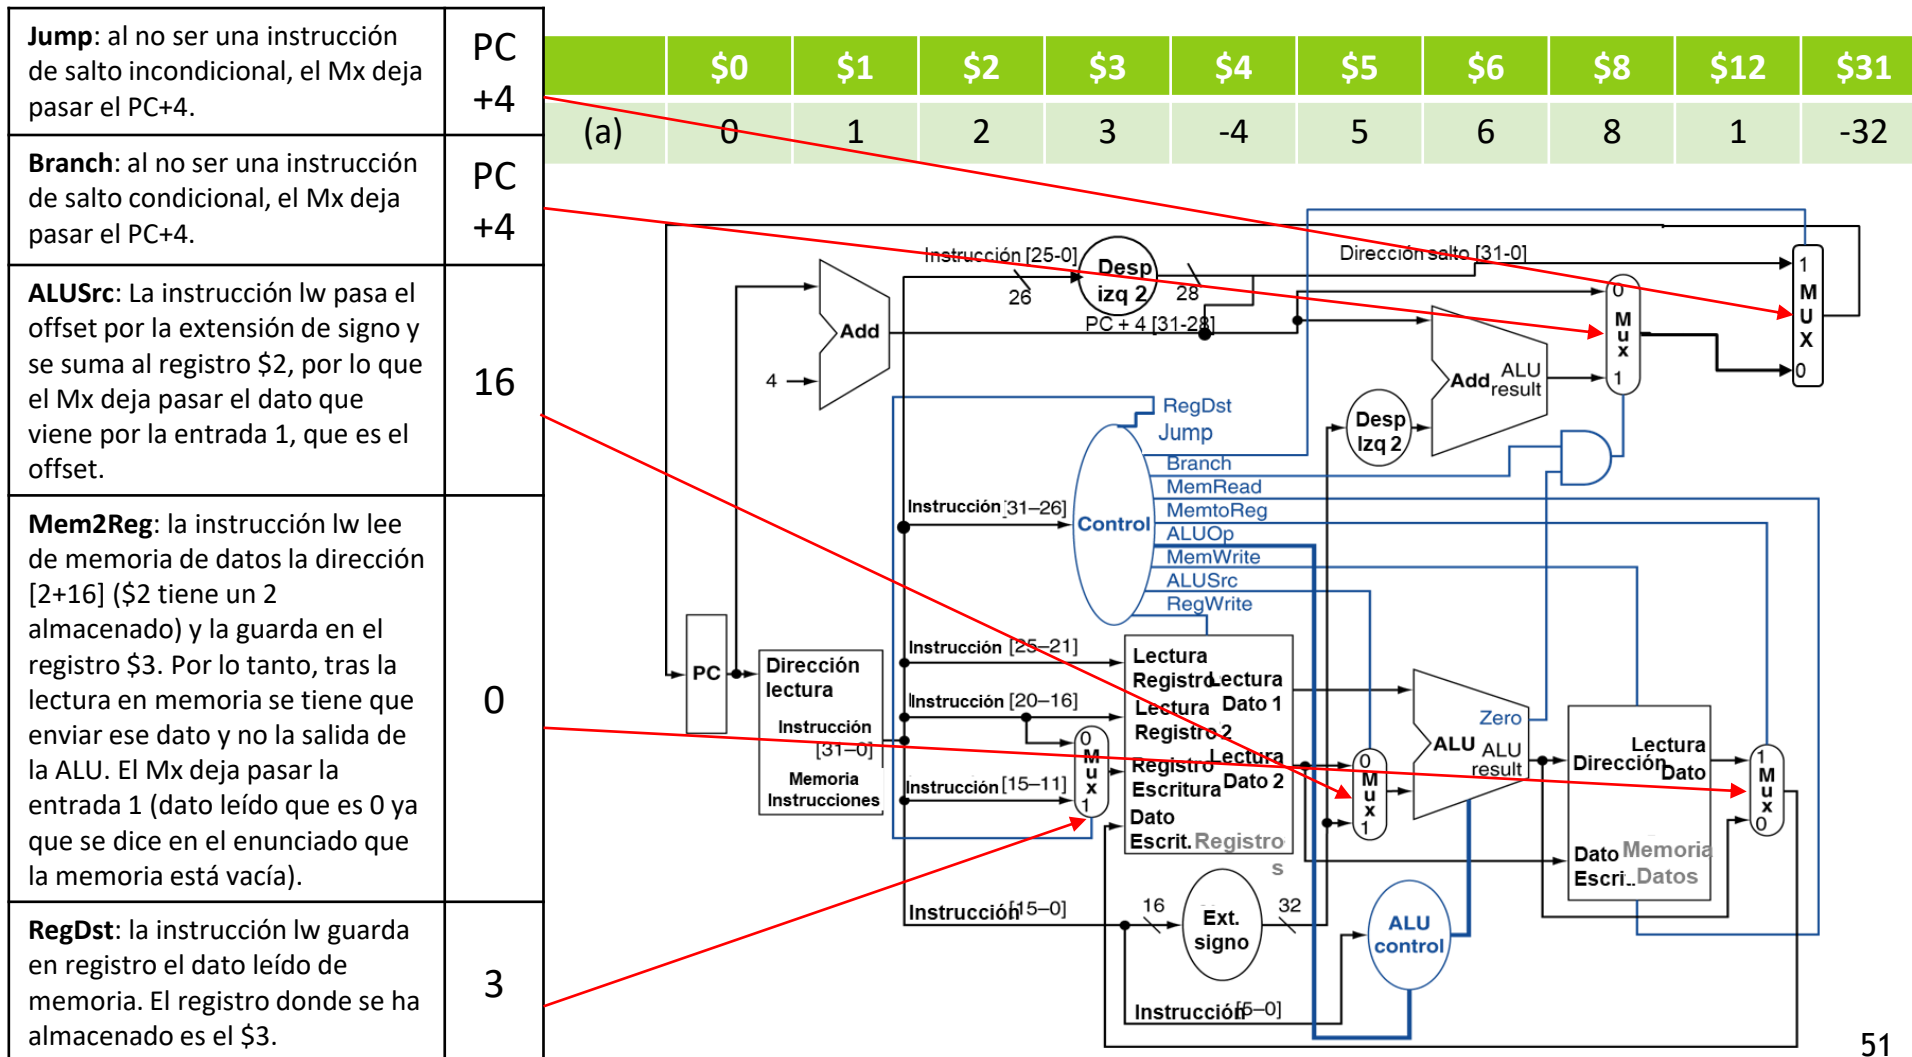 Jump: al no ser una instrucción
de salto incondicional, el Mx deja
pasar el PC+4.
PC
+4
Branch: al no ser una instrucción
de salto condicional, el Mx deja
pasar el PC+4.
PC
+4
ALUSrc: La instrucción lw pasa el
offset por la extensión de signo y
se suma al registro $2, por lo que
el Mx deja pasar el dato que
viene por la entrada 1, que es el
offset.
16
Mem2Reg: la instrucción lw lee
de memoria de datos la dirección
[2+16] ($2 tiene un 2
almacenado) y la guarda en el
registro $3. Por lo tanto, tras la
lectura en memoria se tiene que
enviar ese dato y no la salida de
la ALU. El Mx deja pasar la
entrada 1 (dato leído que es 0 ya
que se dice en el enunciado que
la memoria está vacía).
0
RegDst: la instrucción lw guarda
en registro el dato leído de
memoria. El registro donde se ha
almacenado es el $3.
3
$0 $1 $2 $3 $4 $5 $6 $8 $12 $31
(a) 0 1 2 3 -4 5 6 8 1 -32
Instrucción [25-0]
26
Desp
izq 2
28
Dirección salto [31-0]
PC + 4 [31-28]
Add
4
0
M
u
x
1
1
M
U
X
0
Add ALU
result
Desp
Izq 2
RegDst
Jump
Branch
MemRead
MemtoReg
ALUOp
MemWrite
ALUSrc
RegWrite
Control
Instrucción [31–26]
Instrucción [25–21]
Instrucción [20–16]
Instrucción [15–11]
Instrucción [15–0]
Instrucción [5–0]
PC
Dirección
lectura
Instrucción
[31–0]
Memoria
Instrucciones
0
M
u
x
1
Lectura
Registro
Lectura
Dato 1
Lectura
Registro 2
Registro
Escritura
Lectura
Dato 2
Dato
Escrit.
Registro
s
16
Ext.
signo
32
0
M
u
x
1
Zero
ALU ALU
result
ALU
control
Dirección
Lectura
Dato
Dato
Escri..
Memoria
Datos
1
M
u
x
0
51